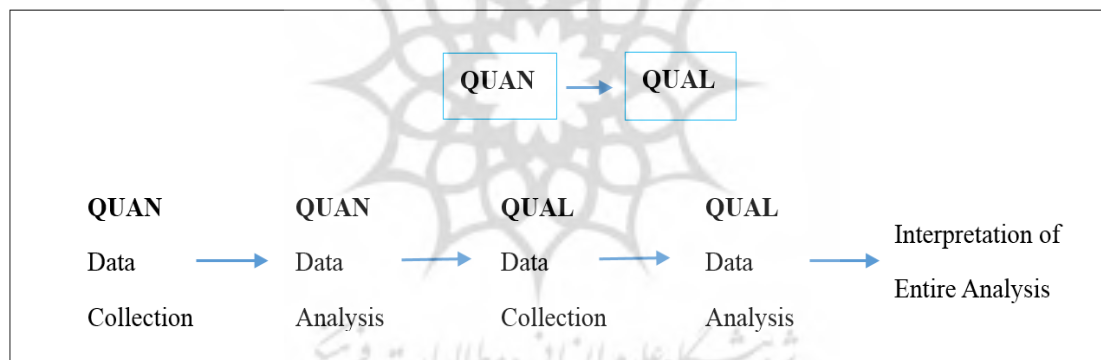 QUAN QUAL
QUAN QUAN QUAL QUAL
Data Data Data Data
Collection Analysis Collection Analysis
Interpretation of
Entire Analysis